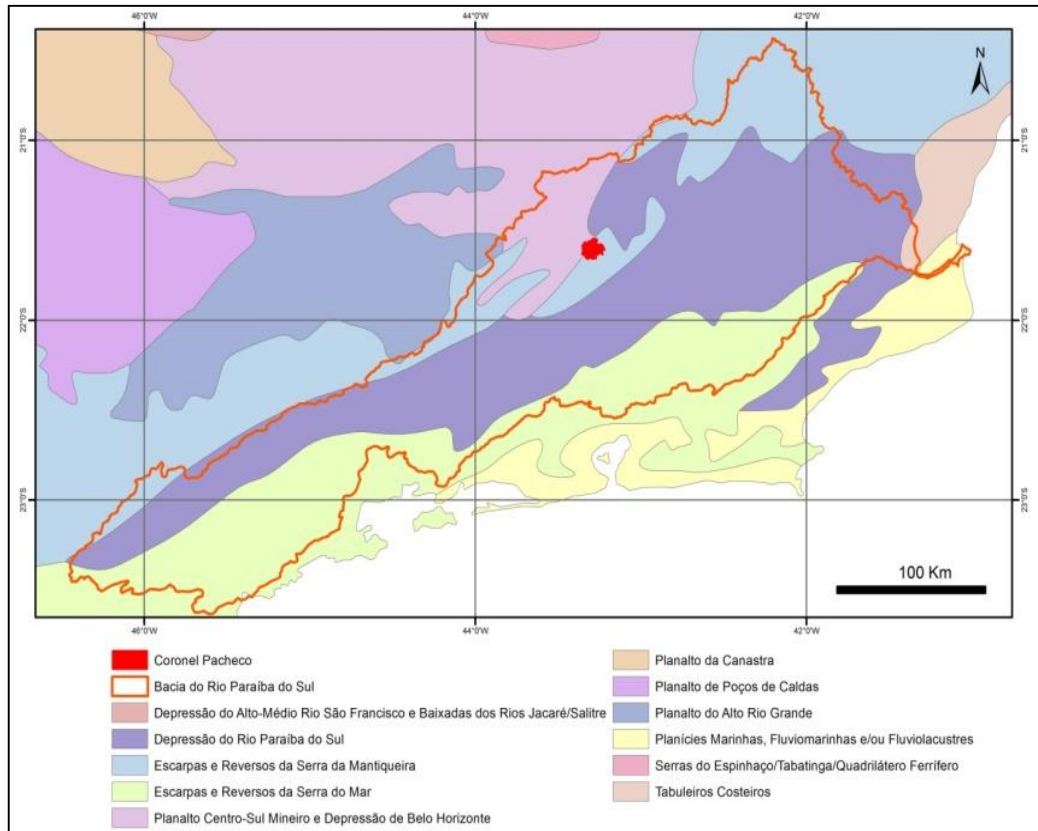 46°0'W 44°0'W 42°0'W
N
21°0'S 21°0'S
22°0'S 22°0'S
23°0'S 23°0'S
100 Km
46°0'W 44°0'W 42°0'W
Coronel Pacheco
Bacia do Rio Paraíba do Sul
Depressão do Alto-Médio Rio São Francisco e Baixadas dos Rios Jacaré/Salitre
Depressão do Rio Paraíba do Sul
Escarpas e Reversos da Serra da Mantiqueira
Escarpas e Reversos da Serra do Mar
Planalto Centro-Sul Mineiro e Depressão de Belo Horizonte
Planalto da Canastra
Planalto de Poços de Caldas
Planalto do Alto Rio Grande
Planícies Marinhas, Fluviomarinhas e/ou Fluviolacustres
Serras do Espinhaço/Tabatinga/Quadrilátero Ferrífero
Tabuleiros Costeiros